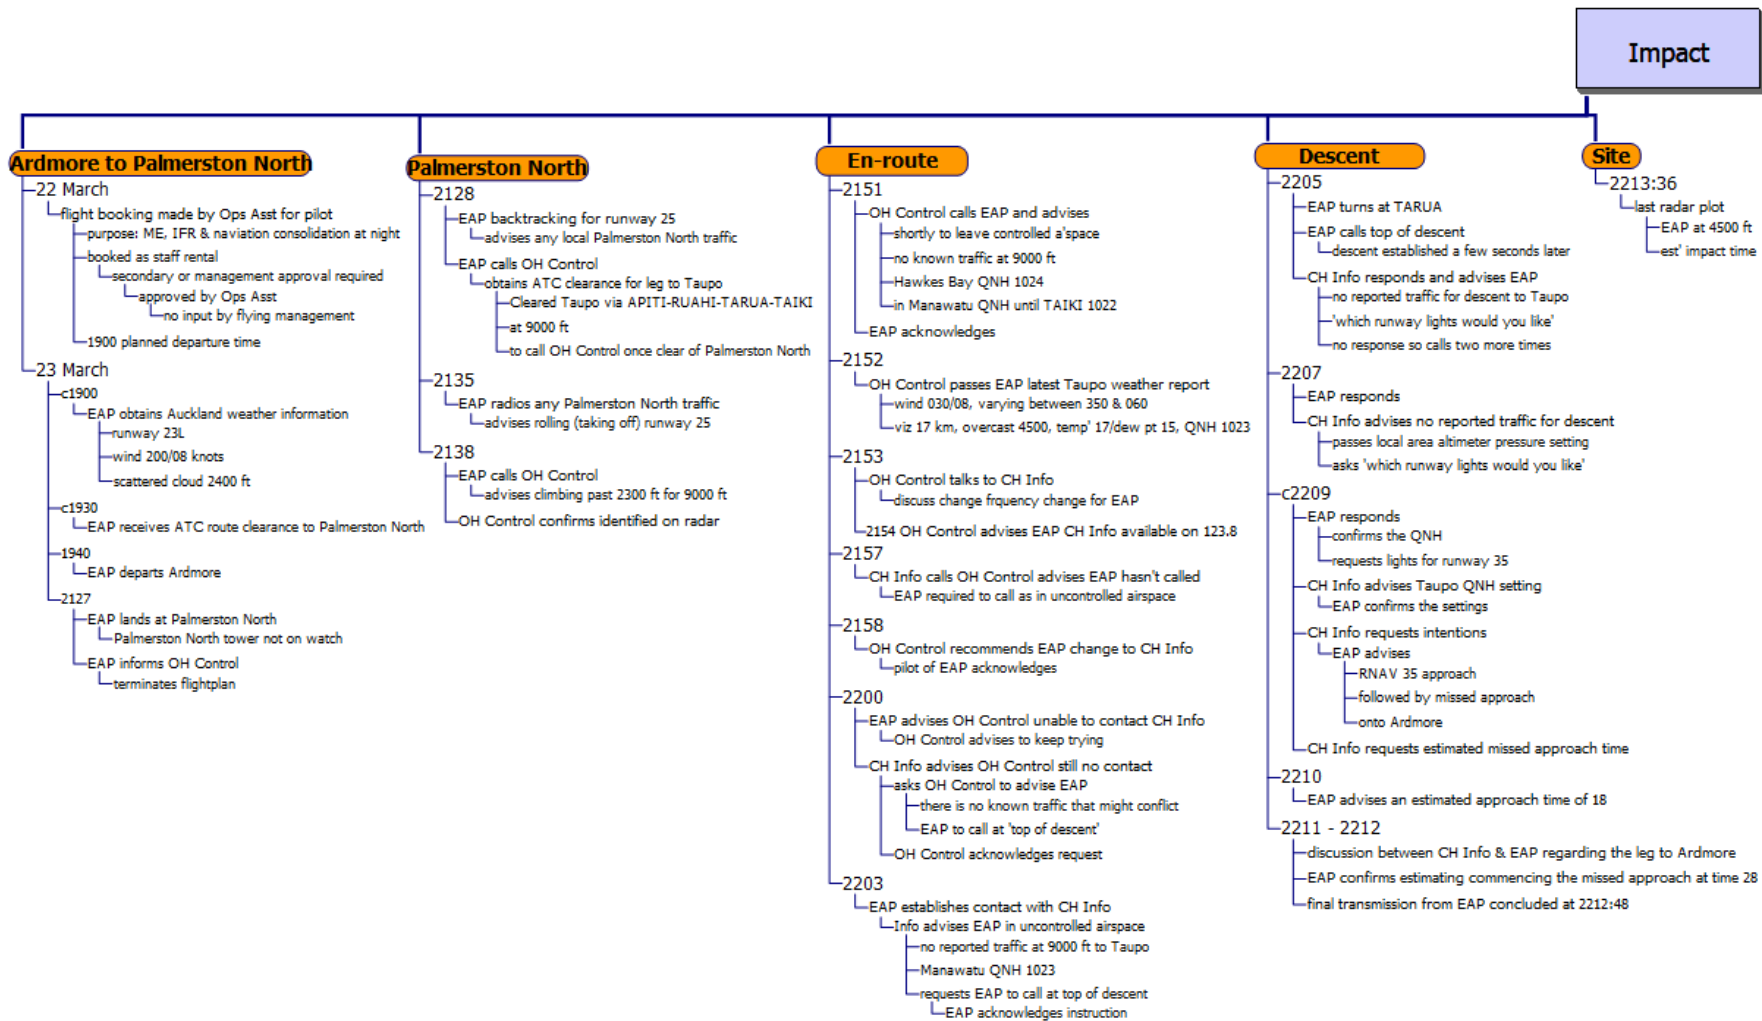 Impact
Ardmore to Palmerston North
22 March
flight booking made by Ops Asst for pilot
purpose: ME, IFR & naviation consolidation at night
booked as staff rental
secondary or management approval required
approved by Ops Asst
no input by flying management
1900 planned departure time
23 March
c1900
EAP obtains Auckland weather information
runway 23L
wind 200/08 knots
scattered cloud 2400 ft
c1930
EAP receives ATC route clearance to Palmerston North
1940
EAP departs Ardmore
2127
EAP lands at Palmerston North
Palmerston North tower not on watch
EAP informs OH Control
terminates flightplan
Palmerston North
2128
EAP backtracking for runway 25
advises any local Palmerston North traffic
EAP calls OH Control
obtains ATC clearance for leg to Taupo
Cleared Taupo via APITI-RUAHI-TARUA-TAIKI
at 9000 ft
to call OH Control once clear of Palmerston North
2135
EAP radios any Palmerston North traffic
advises rolling (taking off) runway 25
2138
EAP calls OH Control
advises climbing past 2300 ft for 9000 ft
OH Control confirms identified on radar
En-route
2151
OH Control calls EAP and advises
shortly to leave controlled a'space
no known traffic at 9000 ft
Hawkes Bay QNH 1024
in Manawatu QNH until TAIKI 1022
EAP acknowledges
2152
OH Control passes EAP latest Taupo weather report
wind 030/08, varying between 350 & 060
viz 17 km, overcast 4500, temp' 17/dew pt 15, QNH 1023
2153
OH Control talks to CH Info
discuss change frquency change for EAP
2154 OH Control advises EAP CH Info available on 123.8
2157
CH Info calls OH Control advises EAP hasn't called
EAP required to call as in uncontrolled airspace
2158
OH Control recommends EAP change to CH Info
pilot of EAP acknowledges
2200
EAP advises OH Control unable to contact CH Info
OH Control advises to keep trying
CH Info advises OH Control still no contact
asks OH Control to advise EAP
there is no known traffic that might conflict
EAP to call at 'top of descent'
OH Control acknowledges request
2203
EAP establishes contact with CH Info
Info advises EAP in uncontrolled airspace
no reported traffic at 9000 ft to Taupo
Manawatu QNH 1023
requests EAP to call at top of descent
EAP acknowledges instruction
Descent
2205
EAP turns at TARUA
EAP calls top of descent
descent established a few seconds later
CH Info responds and advises EAP
no reported traffic for descent to Taupo
'which runway lights would you like'
no response so calls two more times
2207
EAP responds
CH Info advises no reported traffic for descent
passes local area altimeter pressure setting
asks 'which runway lights would you like'
c2209
EAP responds
confirms the QNH
requests lights for runway 35
CH Info advises Taupo QNH setting
EAP confirms the settings
CH Info requests intentions
EAP advises
RNAV 35 approach
followed by missed approach
onto Ardmore
CH Info requests estimated missed approach time
2210
EAP advises an estimated approach time of 18
2211 - 2212
discussion between CH Info & EAP regarding the leg to Ardmore
EAP confirms estimating commencing the missed approach at time 28
final transmission from EAP concluded at 2212:48
Site
2213:36
last radar plot
EAP at 4500 ft
est' impact time